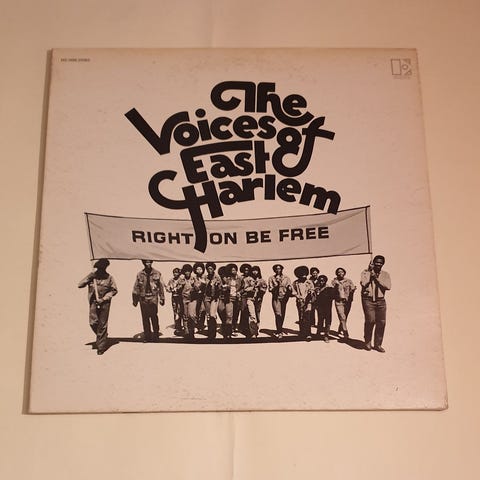 The
Voices of
East
Harlem
RIGHT ON BE FREE